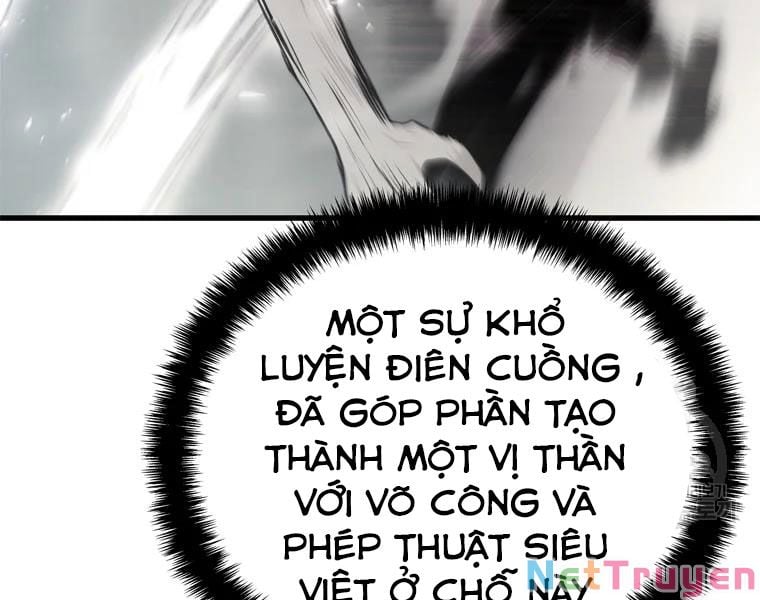 MỘT SỰ KHỔ
LUYỆN ĐIÊN CUỒNG ,
ĐÃ GÓP PHẦN TẠO
THÀNH MỘT VỊ THẦN
VỚI VÕ CÔNG VÀ
PHÉP THUẬT SIÊU
VIỆT Ở CHỖ NÀY
NetTruyen